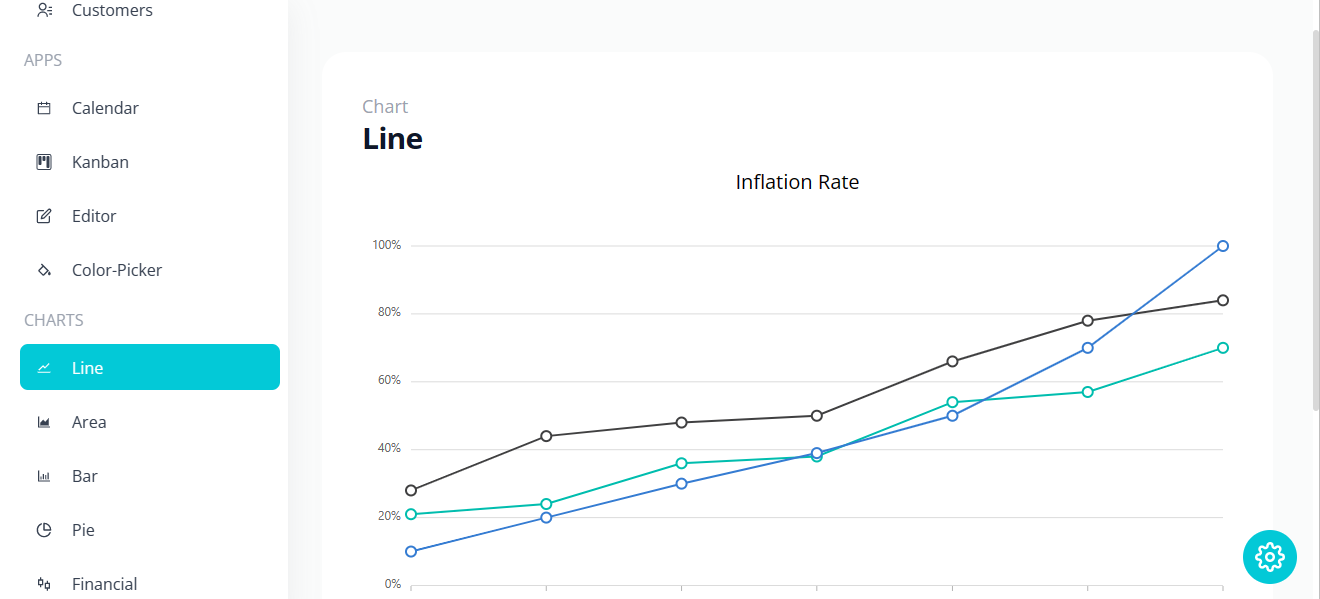 Customers
APPS
Calendar
Kanban
Editor
Color-Picker
CHARTS
Line
Area
Bar
Pie
Financial
Chart
Line
Inflation Rate
100%
80%
60%
40%
20%
0%